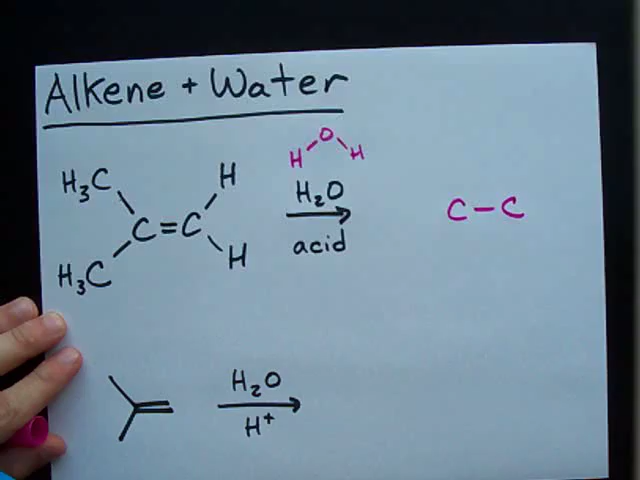 Alkene + Water
H₃C H H O H
C=C H₂O C-C
H₃C H acid
H₂O
H⁺